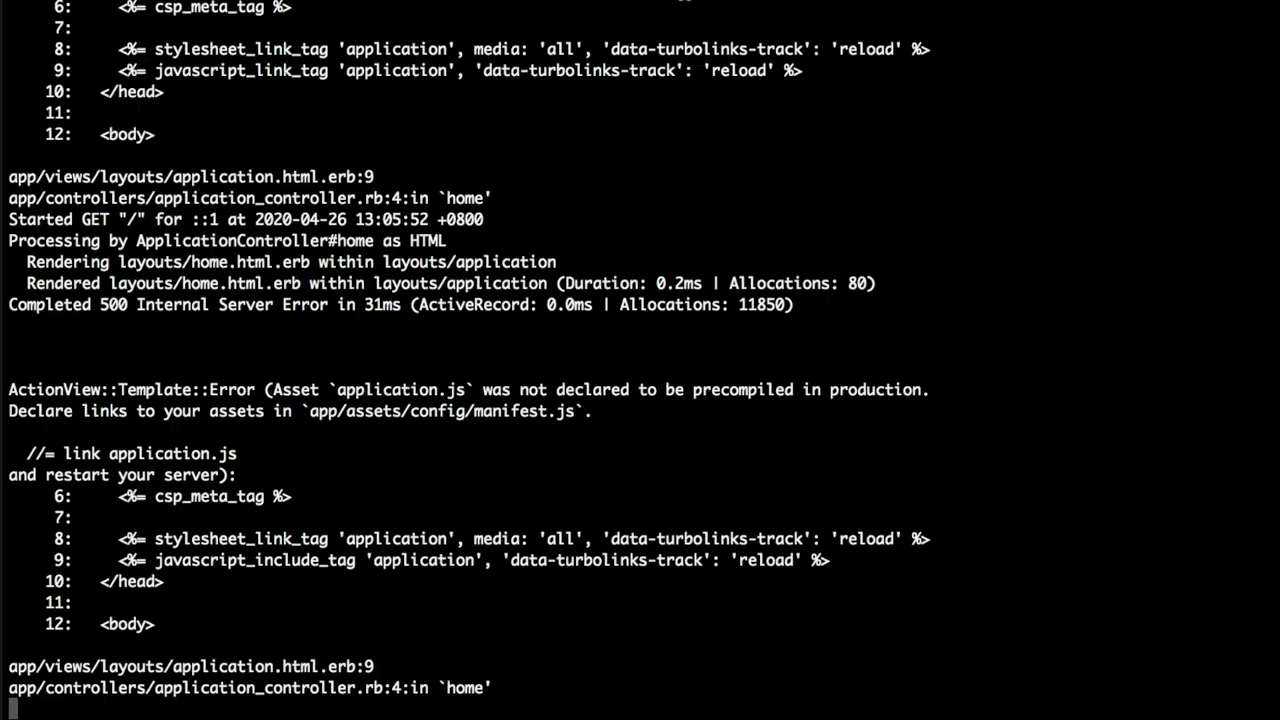 6:     <%= csp_meta_tag %>
7:
8:     <%= stylesheet_link_tag 'application', media: 'all', 'data-turbolinks-track': 'reload' %>
9:     <%= javascript_link_tag 'application', 'data-turbolinks-track': 'reload' %>
10:   </head>
11:
12:   <body>
app/views/layouts/application.html.erb:9
app/controllers/application_controller.rb:4:in `home'
Started GET "/" for ::1 at 2020-04-26 13:05:52 +0800
Processing by ApplicationController#home as HTML
  Rendering layouts/home.html.erb within layouts/application
  Rendered layouts/home.html.erb within layouts/application (Duration: 0.2ms | Allocations: 80)
Completed 500 Internal Server Error in 31ms (ActiveRecord: 0.0ms | Allocations: 11850)
ActionView::Template::Error (Asset `application.js` was not declared to be precompiled in production.
Declare links to your assets in `app/assets/config/manifest.js`.
  //= link application.js
and restart your server):
6:     <%= csp_meta_tag %>
7:
8:     <%= stylesheet_link_tag 'application', media: 'all', 'data-turbolinks-track': 'reload' %>
9:     <%= javascript_include_tag 'application', 'data-turbolinks-track': 'reload' %>
10:   </head>
11:
12:   <body>
app/views/layouts/application.html.erb:9
app/controllers/application_controller.rb:4:in `home'